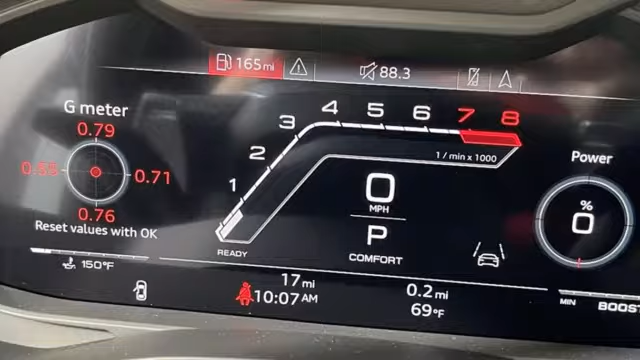 165 mi
88.3
G meter
0.79
0.71
0.76
Reset values with OK
150°F
1 2 3 4 5 6 7 8
1 / min x 1000
0
MPH
P
COMFORT
READY
Power
%
0
17 mi
10:07 AM
0.2 mi
69°F
MIN
BOOST